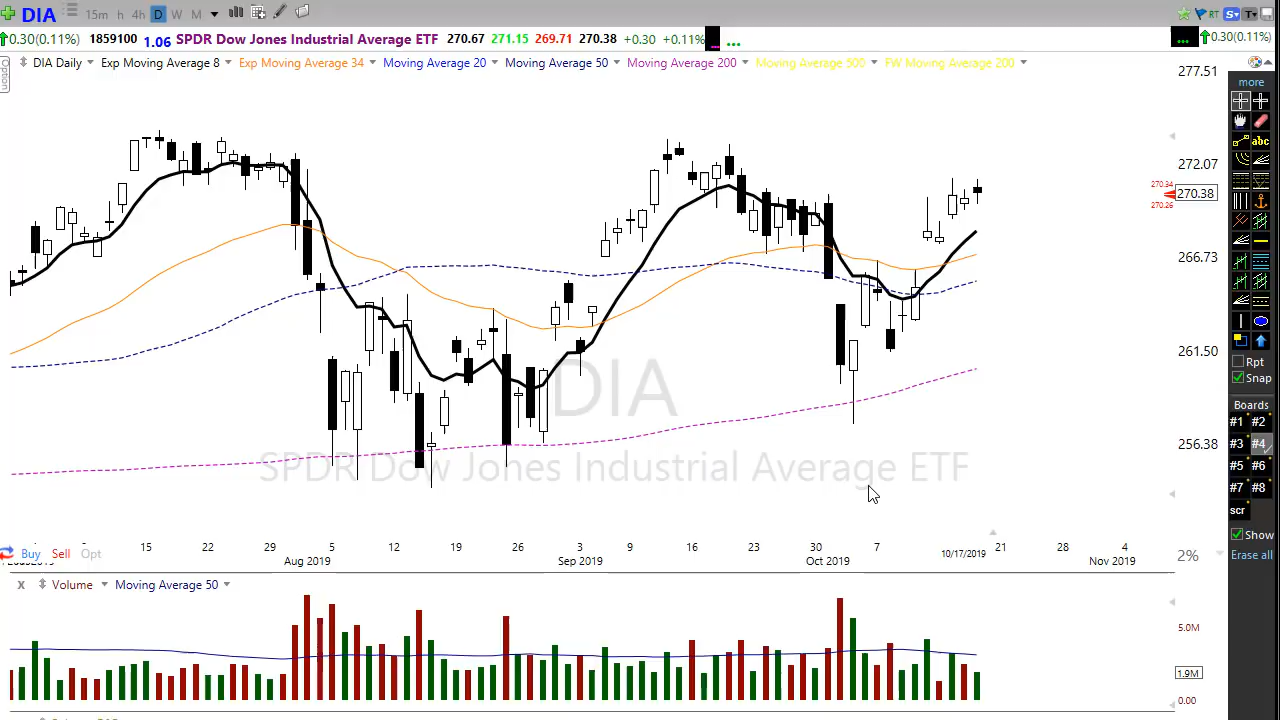 DIA 15m h 4h D W M RT S T
0.30(0.11%) 1859100 1.06 SPDR Dow Jones Industrial Average ETF 270.67 271.15 269.71 270.38 +0.30 +0.11% ... ... 0.30(0.11%)
Option
DIA Daily Exp Moving Average 8 Exp Moving Average 34 Moving Average 20 Moving Average 50 Moving Average 200 Moving Average 500 FW Moving Average 200
277.51
272.07
270.34
270.38
270.26
266.73
261.50
256.38
DIA
SPDR Dow Jones Industrial Average ETF
more
abc
Rpt
Snap
Boards
#1 #2
#3 #4
#5 #6
#7 #8
scr
Show
Erase all
Buy Sell Opt
15 22 29 5 12 19 26 3 9 16 23 30 7 10/17/2019 21 28 4
Aug 2019 Sep 2019 Oct 2019 Nov 2019
2%
X Volume Moving Average 50
5.0M
1.9M
0.00